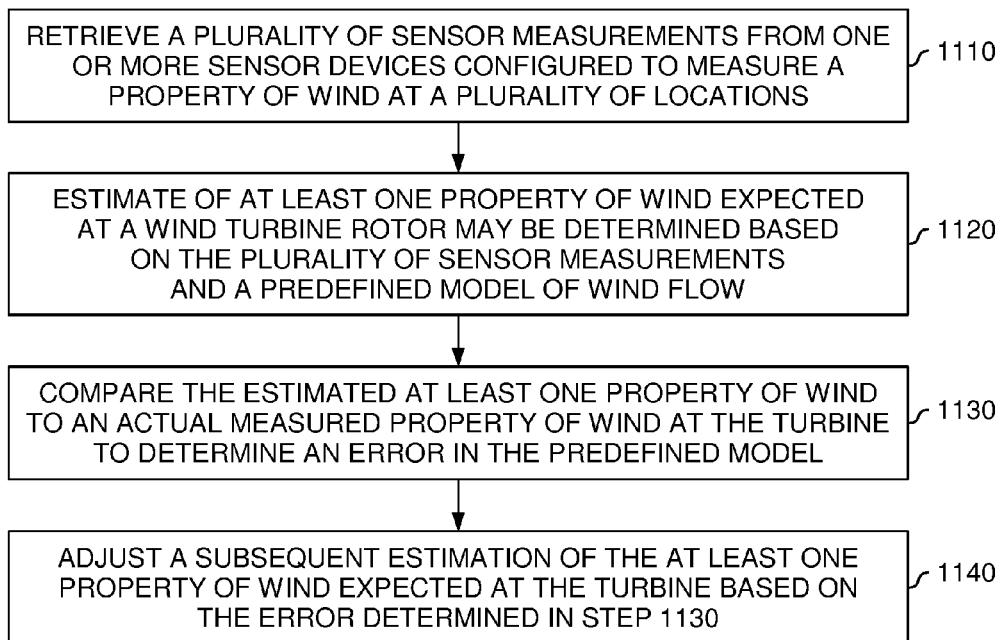 RETRIEVE A PLURALITY OF SENSOR MEASUREMENTS FROM ONE
OR MORE SENSOR DEVICES CONFIGURED TO MEASURE A
PROPERTY OF WIND AT A PLURALITY OF LOCATIONS
1110
ESTIMATE OF AT LEAST ONE PROPERTY OF WIND EXPECTED
AT A WIND TURBINE ROTOR MAY BE DETERMINED BASED
ON THE PLURALITY OF SENSOR MEASUREMENTS
AND A PREDEFINED MODEL OF WIND FLOW
1120
COMPARE THE ESTIMATED AT LEAST ONE PROPERTY OF WIND
TO AN ACTUAL MEASURED PROPERTY OF WIND AT THE TURBINE
TO DETERMINE AN ERROR IN THE PREDEFINED MODEL
1130
ADJUST A SUBSEQUENT ESTIMATION OF THE AT LEAST ONE
PROPERTY OF WIND EXPECTED AT THE TURBINE BASED ON
THE ERROR DETERMINED IN STEP 1130
1140